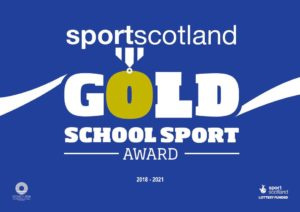 sportscotland
GOLD
SCHOOL SPORT
AWARD
2018 - 2021
sport
scotland
LOTTERY FUNDED